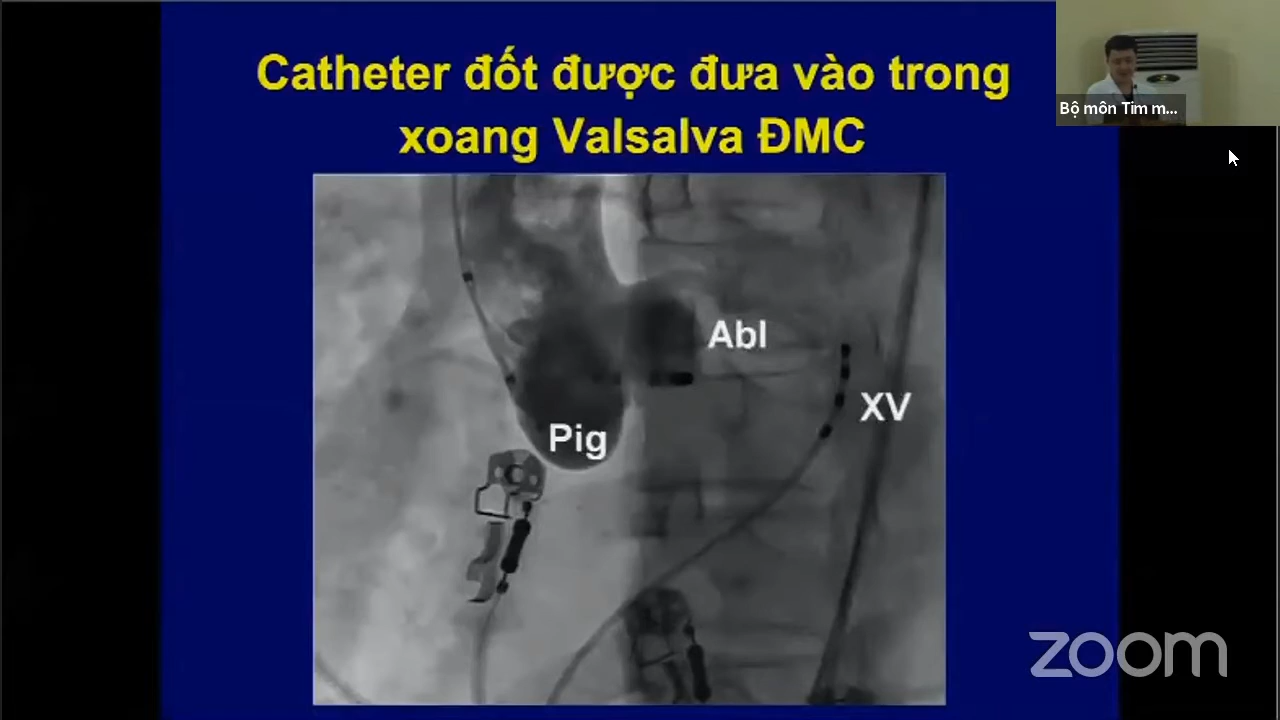 Catheter đốt được đưa vào trong
xoang Valsalva ĐMC
Bộ môn Tim m...
Abl
XV
Pig
zoom